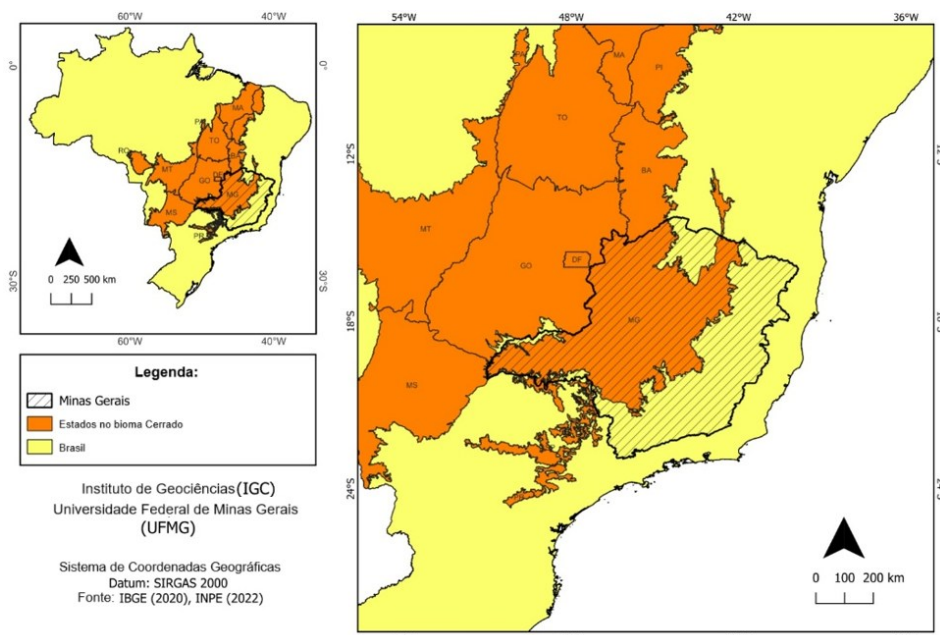 60°W 40°W
0° 0°
MA
PA
TO
BA
RO
MT
DF
GO
MG
MS
PR
0 250 500 km
30°S 30°S
60°W 40°W
Legenda:
Minas Gerais
Estados no bioma Cerrado
Brasil
Instituto de Geociências(IGC)
Universidade Federal de Minas Gerais
(UFMG)
Sistema de Coordenadas Geográficas
Datum: SIRGAS 2000
Fonte: IBGE (2020), INPE (2022)
54°W 48°W 42°W 36°W
PA
MA
PI
TO
12°S
BA
MT
GO
DF
18°S
MG
MS
24°S
0 100 200 km